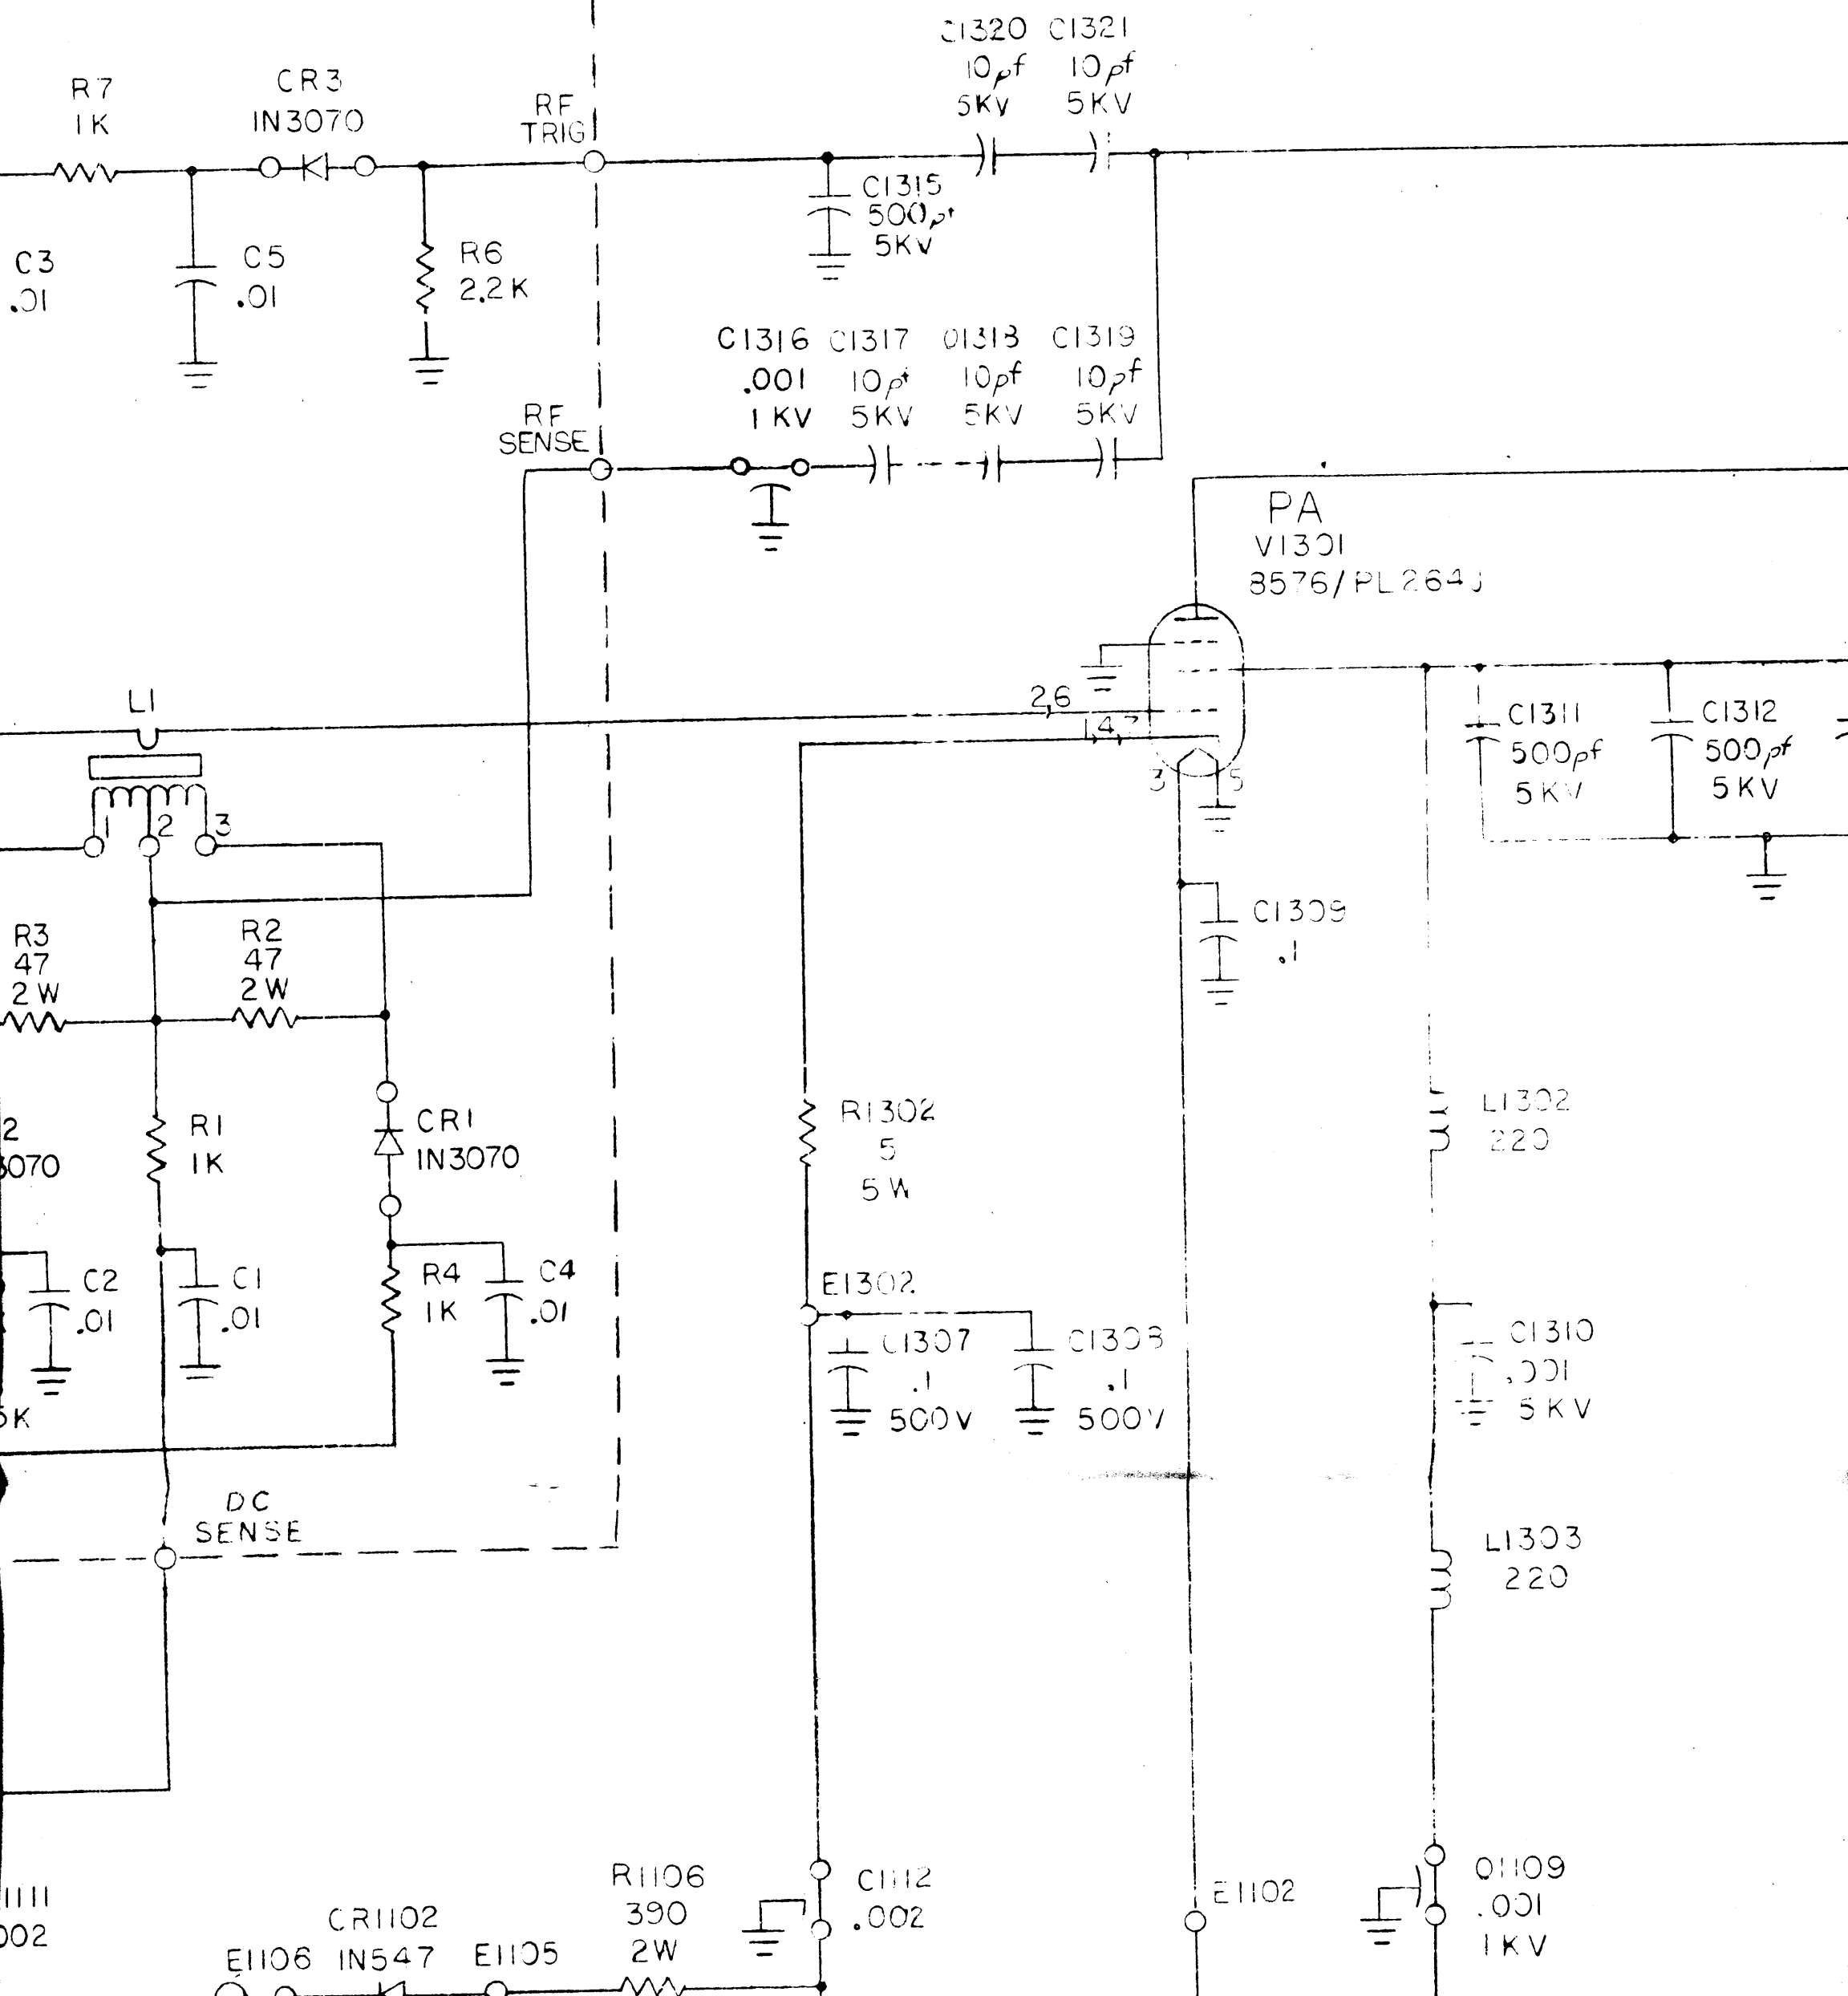 C1320
10pf
5KV
C1321
10pf
5KV
R7
1K
CR3
IN3070
RF
TRIG
C1315
500pf
5KV
C3
.01
C5
.01
R6
2.2K
C1316
.001
1KV
C1317
10pf
5KV
C1318
10pf
5KV
C1319
10pf
5KV
RF
SENSE
PA
V1301
8576/PL264
L1
2,6
1,4,7
3
5
C1311
500pf
5KV
C1312
500pf
5KV
1
2
3
R3
47
2W
R2
47
2W
C1309
.1
R1
1K
CR1
IN3070
2
3070
R1302
5
5W
L1302
220
C2
.01
C1
.01
R4
1K
C4
.01
E1302
C1307
.1
500V
C1308
.1
500V
C1310
.001
5KV
5K
DC
SENSE
L1303
220
1111
002
R1106
390
2W
C1112
.002
E1102
C1109
.001
1KV
CR1102
IN547
E1106
E1105